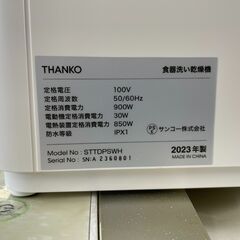 THANKO 食器洗い乾燥機
定格電圧 100V
定格周波数 50/60Hz
定格消費電力 900W
電動機定格消費電力 30W
電熱装置定格消費電力 850W
防水等級 IPX1
PSE サンコー株式会社
Model No : STTDPSWH 2023年製
Serial No : SN/A 2360801 MADE IN CHINA